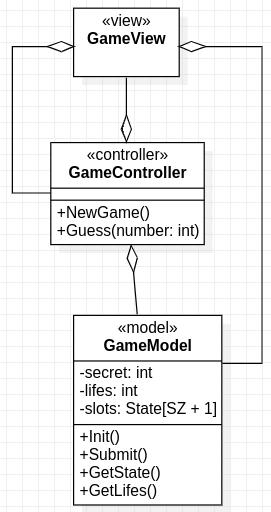 «view»
GameView
«controller»
GameController
+NewGame()
+Guess(number: int)
«model»
GameModel
-secret: int
-lifes: int
-slots: State[SZ + 1]
+Init()
+Submit()
+GetState()
+GetLifes()